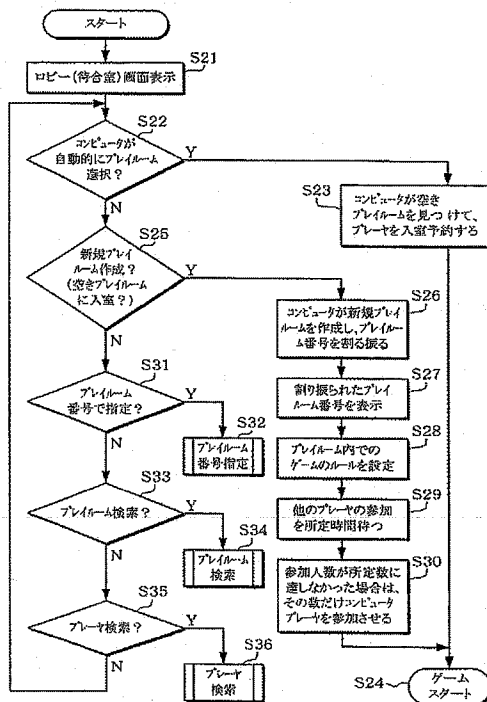 スタート
S21
ロビー(待合室)画面表示
S22
コンピュータが
自動的にプレイルーム
選択?
Y
N
S23
コンピュータが空き
プレイルームを見つけて、
プレーヤを入室予約する
S25
新規プレイ
ルーム作成?
(空きプレイルーム
に入室?)
Y
N
S26
コンピュータが新規プレイ
ルームを作成し、プレイルー
ム番号を割る振る
S27
割り振られたプレイ
ルーム番号を表示
S28
プレイルーム内での
ゲームのルールを設定
S29
他のプレーヤの参加
を所定時間待つ
S30
参加人数が所定数に
達しなかった場合は、
その数だけコンピュータ
プレーヤを参加させる
S31
プレイルーム
番号で指定?
Y
N
S32
プレイルーム
番号指定
S33
プレイルーム検索?
Y
N
S34
プレイルーム
検索
S35
プレーヤ検索?
Y
N
S36
プレーヤ
検索
S24
ゲーム
スタート